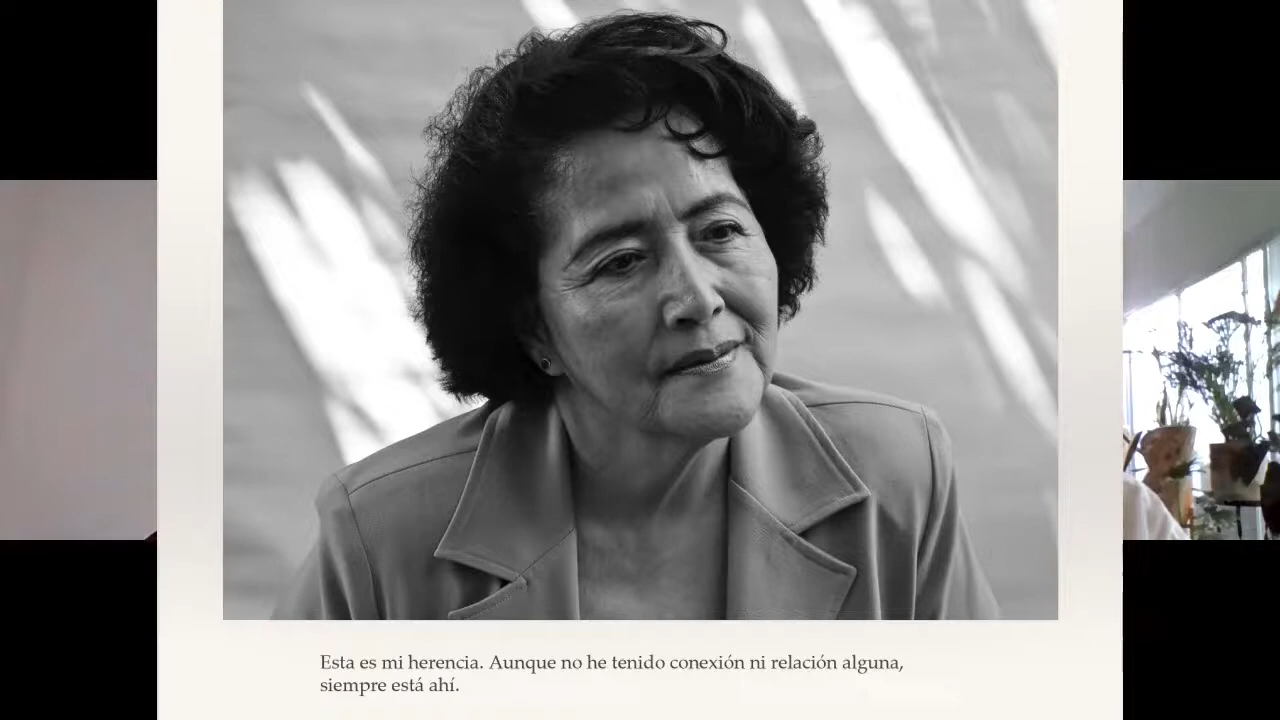 Esta es mi herencia. Aunque no he tenido conexión ni relación alguna,
siempre está ahí.